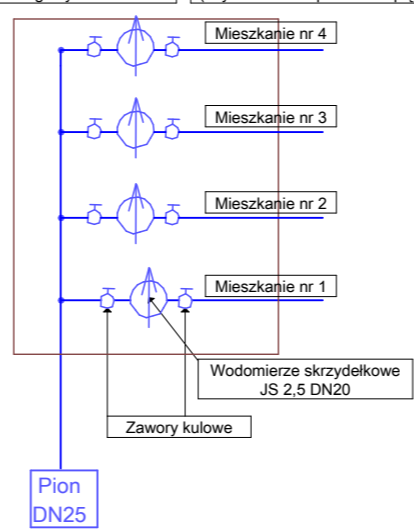 Mieszkanie nr 4
Mieszkanie nr 3
Mieszkanie nr 2
Mieszkanie nr 1
Wodomierze skrzydełkowe
JS 2,5 DN20
Zawory kulowe
Pion
DN25